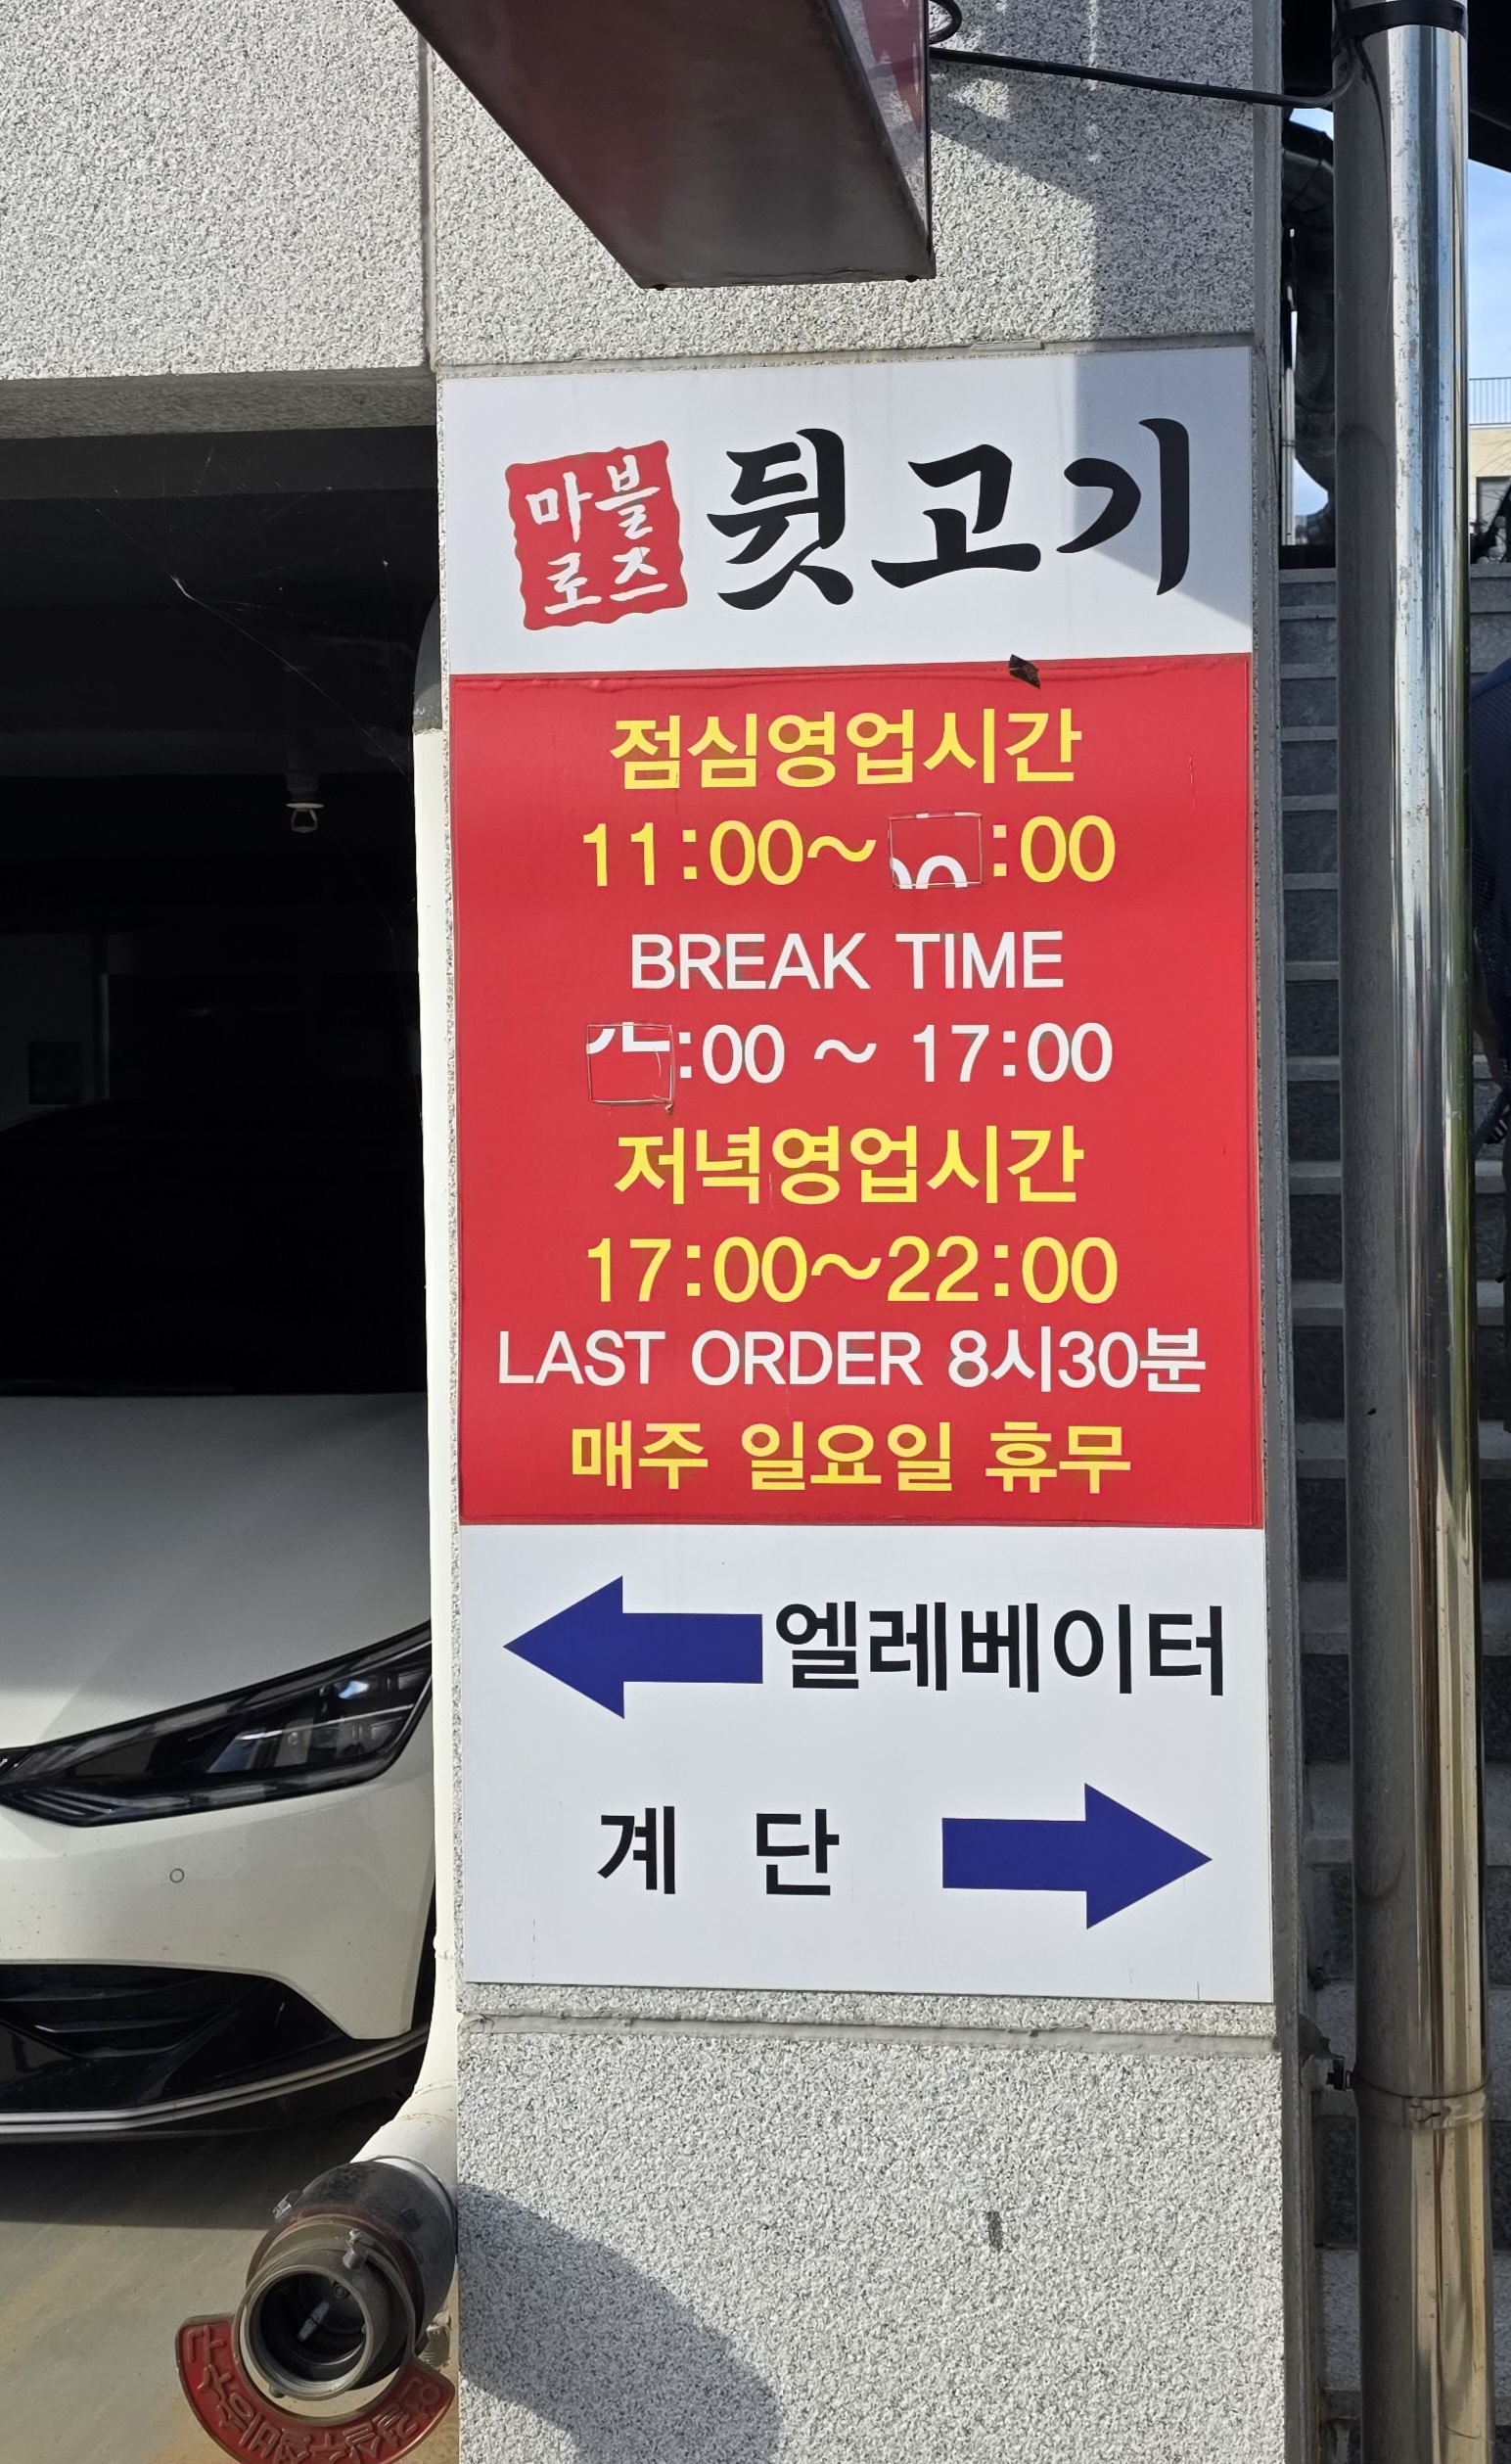 마블
로즈
뒷고기
점심영업시간
11:00~ :00
BREAK TIME
:00 ~ 17:00
저녁영업시간
17:00~22:00
LAST ORDER 8시30분
매주 일요일 휴무
엘레베이터
계 단